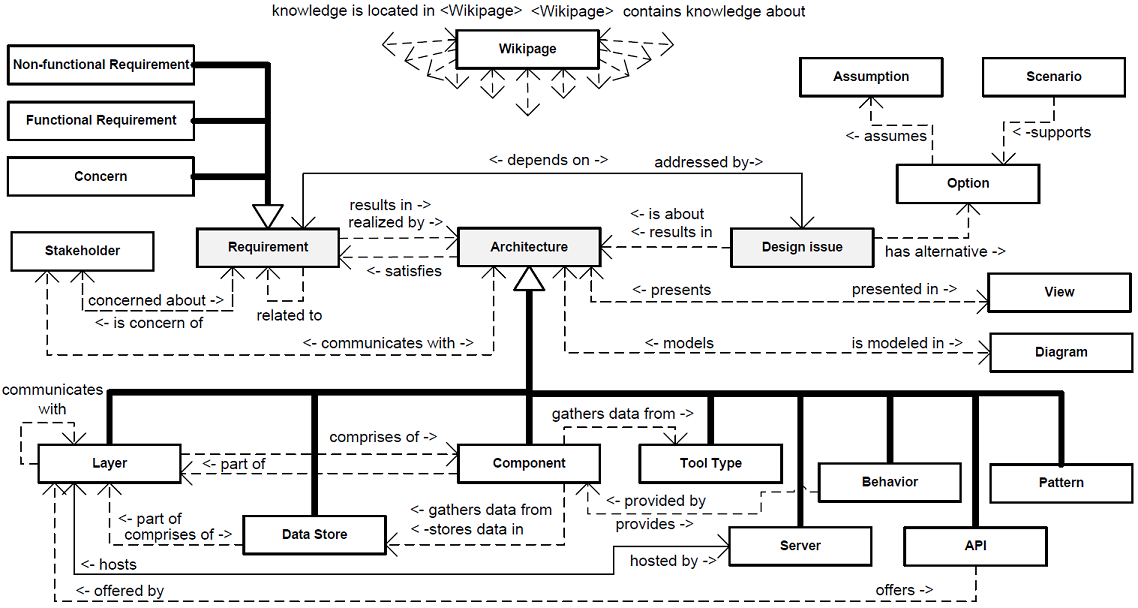 knowledge is located in <Wikipage> <Wikipage> contains knowledge about
Wikipage
Non-functional Requirement
Assumption
Scenario
Functional Requirement
<- assumes
< -supports
<- depends on ->
addressed by->
Concern
Option
results in ->
realized by ->
<- is about
<- results in
Stakeholder
Requirement
Architecture
Design issue
has alternative ->
<- satisfies
concerned about ->
<- is concern of
related to
<- presents
presented in ->
View
<- communicates with ->
<- models
is modeled in ->
Diagram
communicates
with
gathers data from ->
comprises of ->
<- part of
Layer
Component
Tool Type
Behavior
Pattern
<- provided by
provides ->
<- gathers data from
< -stores data in
<- part of
comprises of ->
Data Store
Server
API
<- hosts
hosted by ->
<- offered by
offers ->